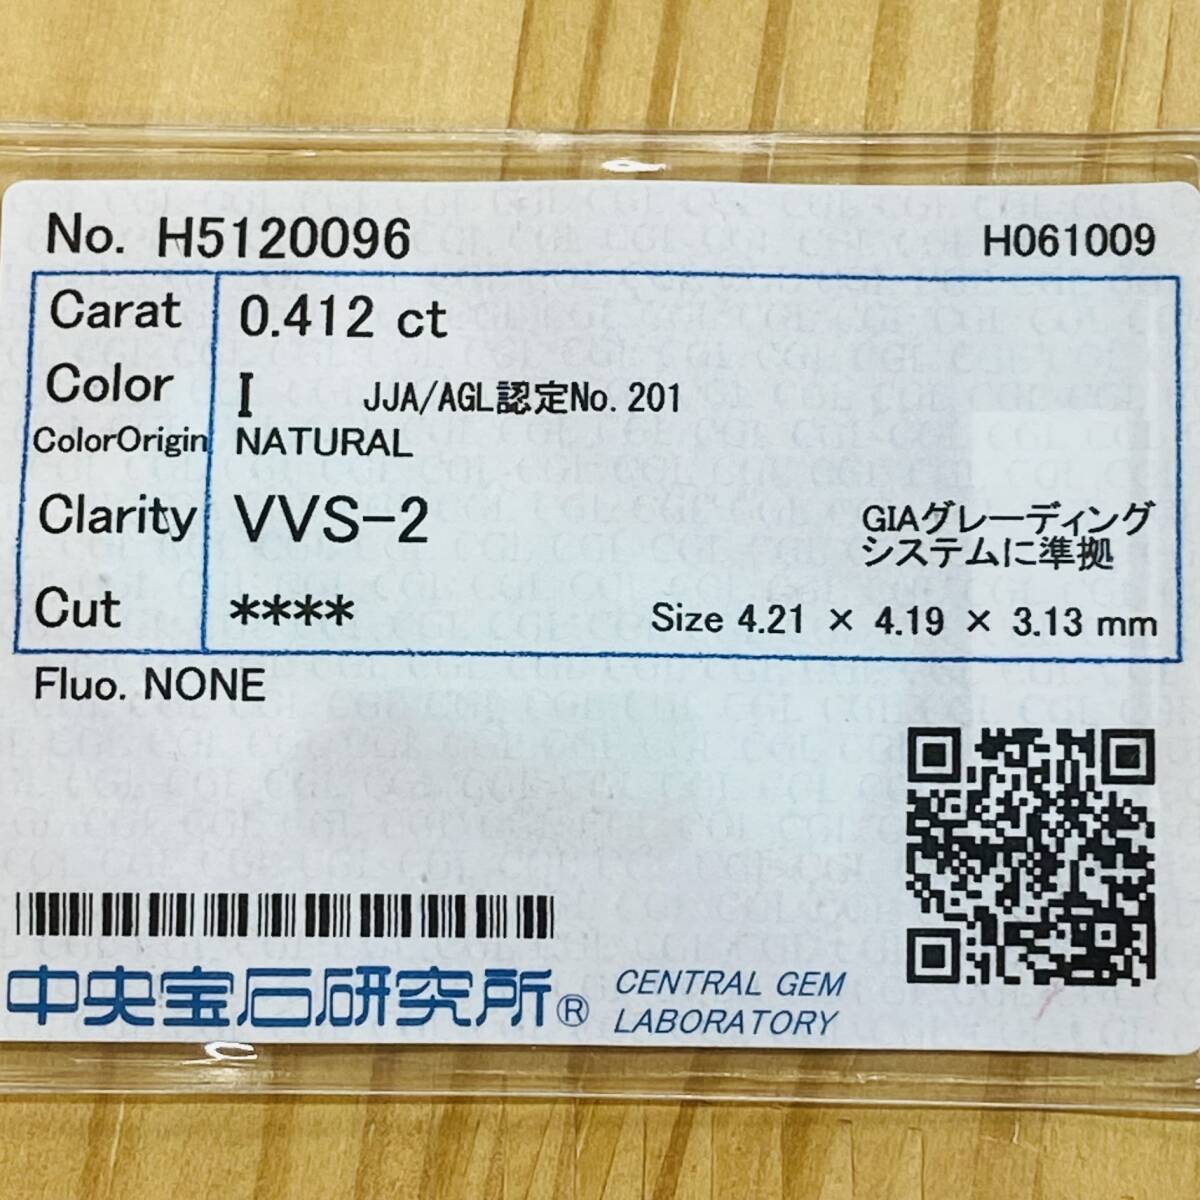 No. H5120096 H061009
Carat 0.412 ct
Color I JJA/AGL認定No.201
ColorOrigin NATURAL
Clarity VVS-2
GIAグレーディング
システムに準拠
Cut **** Size 4.21 × 4.19 × 3.13 mm
Fluo. NONE
中央宝石研究所® CENTRAL GEM
LABORATORY